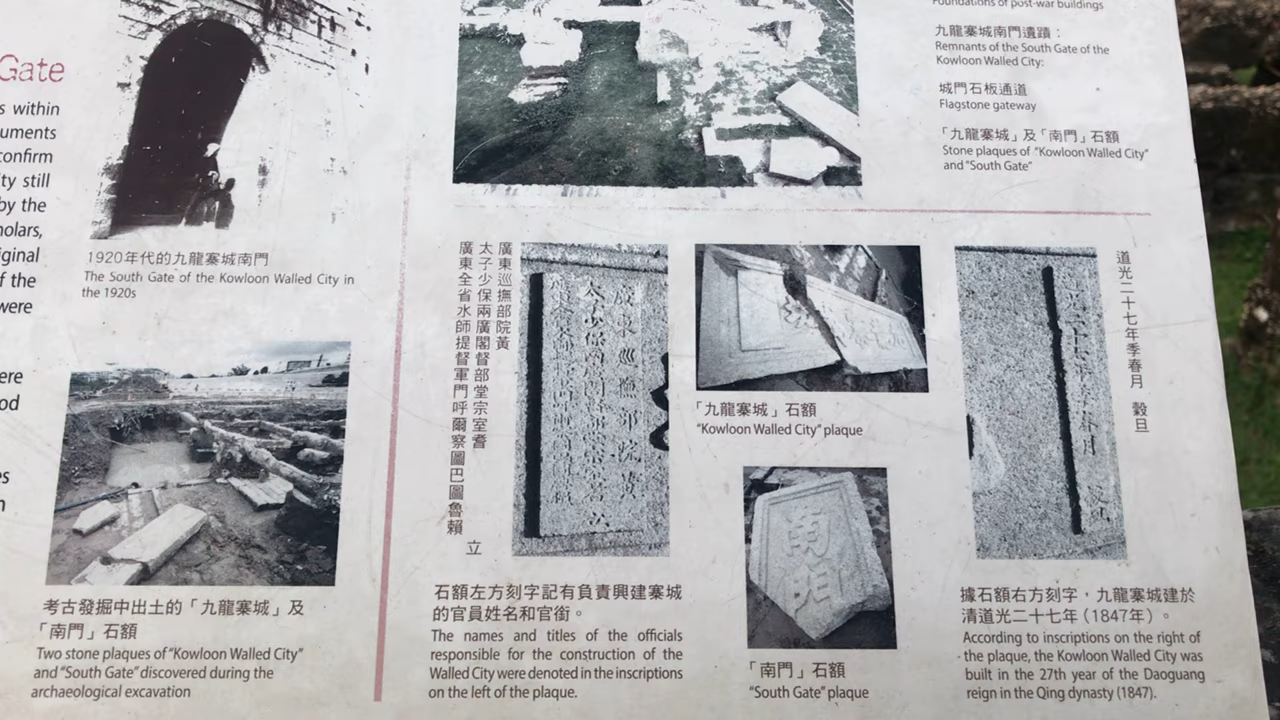 Gate
s within
uments
confirm
ty still
by the
holars,
iginal
f the
were
ere
od
es
n
1920年代的九龍寨城南門
The South Gate of the Kowloon Walled City in
the 1920s
考古發掘中出土的「九龍寨城」及
「南門」石額
Two stone plaques of “Kowloon Walled City”
and “South Gate” discovered during the
archaeological excavation
Foundations of post-war buildings
九龍寨城南門遺蹟：
Remnants of the South Gate of the
Kowloon Walled City:
城門石板通道
Flagstone gateway
「九龍寨城」及「南門」石額
Stone plaques of “Kowloon Walled City”
and “South Gate”
廣東巡撫部院黃
太子少保兩廣閣督部堂宗室耆
廣東全省水師提督軍門呼爾察圖巴圖魯賴
立
石額左方刻字記有負責興建寨城
的官員姓名和官銜。
The names and titles of the officials
responsible for the construction of the
Walled City were denoted in the inscriptions
on the left of the plaque.
「九龍寨城」石額
“Kowloon Walled City” plaque
南門
「南門」石額
“South Gate” plaque
道光二十七年季春月 穀旦
據石額右方刻字，九龍寨城建於
清道光二十七年（1847年）。
According to inscriptions on the right of
the plaque, the Kowloon Walled City was
built in the 27th year of the Daoguang
reign in the Qing dynasty (1847).